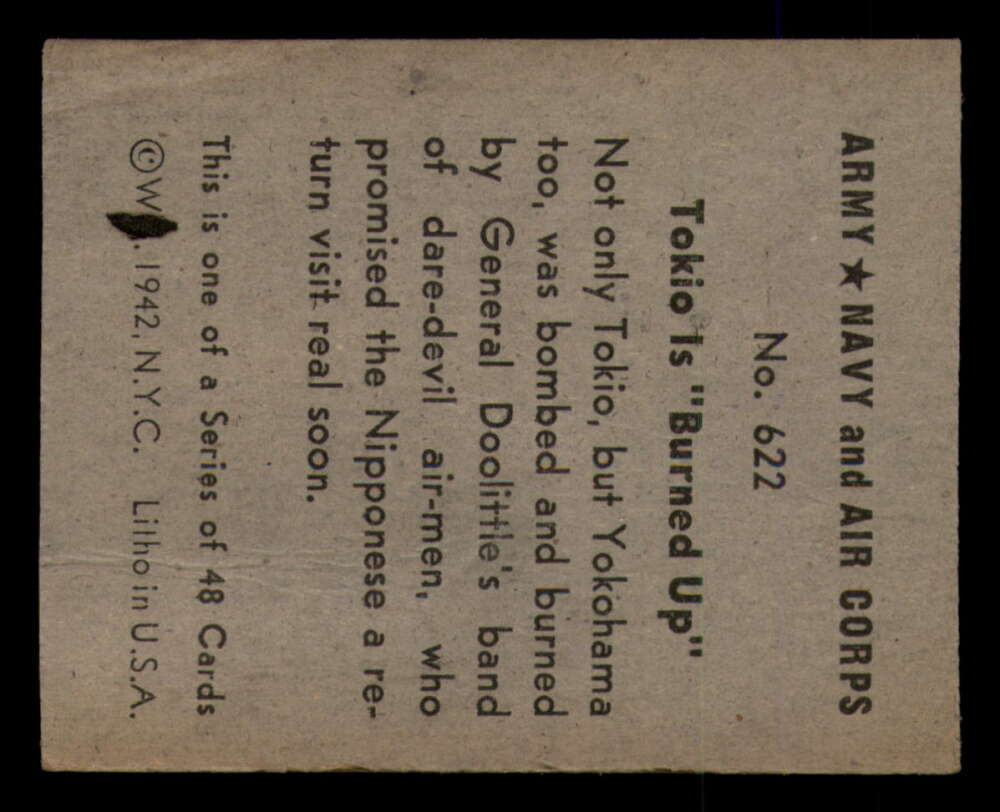 ARMY ★ NAVY and AIR CORPS
No. 622
Tokio Is "Burned Up"
Not only Tokio, but Yokohama
too, was bombed and burned
by General Doolittle's band
of dare-devil air-men, who
promised the Nipponese a re-
turn visit real soon.
This is one of a Series of 48 Cards
©W. 1942, N.Y.C. Litho in U.S.A.